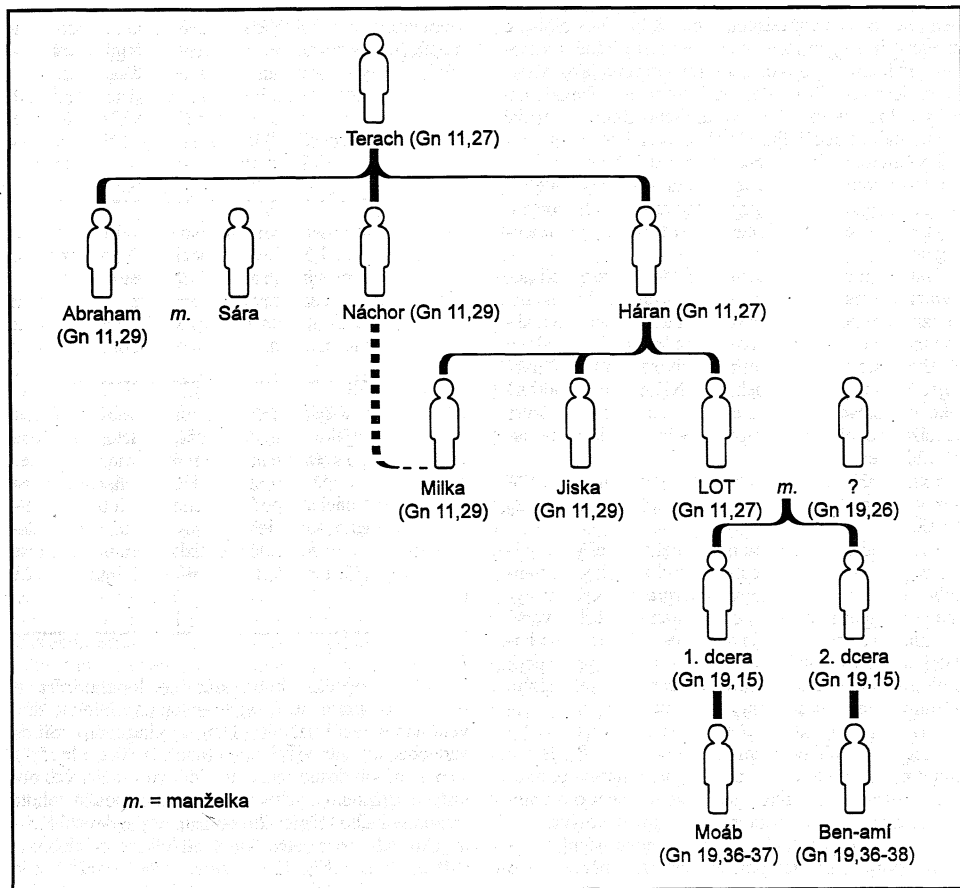 Terach (Gn 11,27)
Abraham
(Gn 11,29)
m.
Sára
Náchor (Gn 11,29)
Háran (Gn 11,27)
Milka
(Gn 11,29)
Jiska
(Gn 11,29)
LOT
(Gn 11,27)
m.
?
(Gn 19,26)
1. dcera
(Gn 19,15)
2. dcera
(Gn 19,15)
m. = manželka
Moáb
(Gn 19,36-37)
Ben-amí
(Gn 19,36-38)